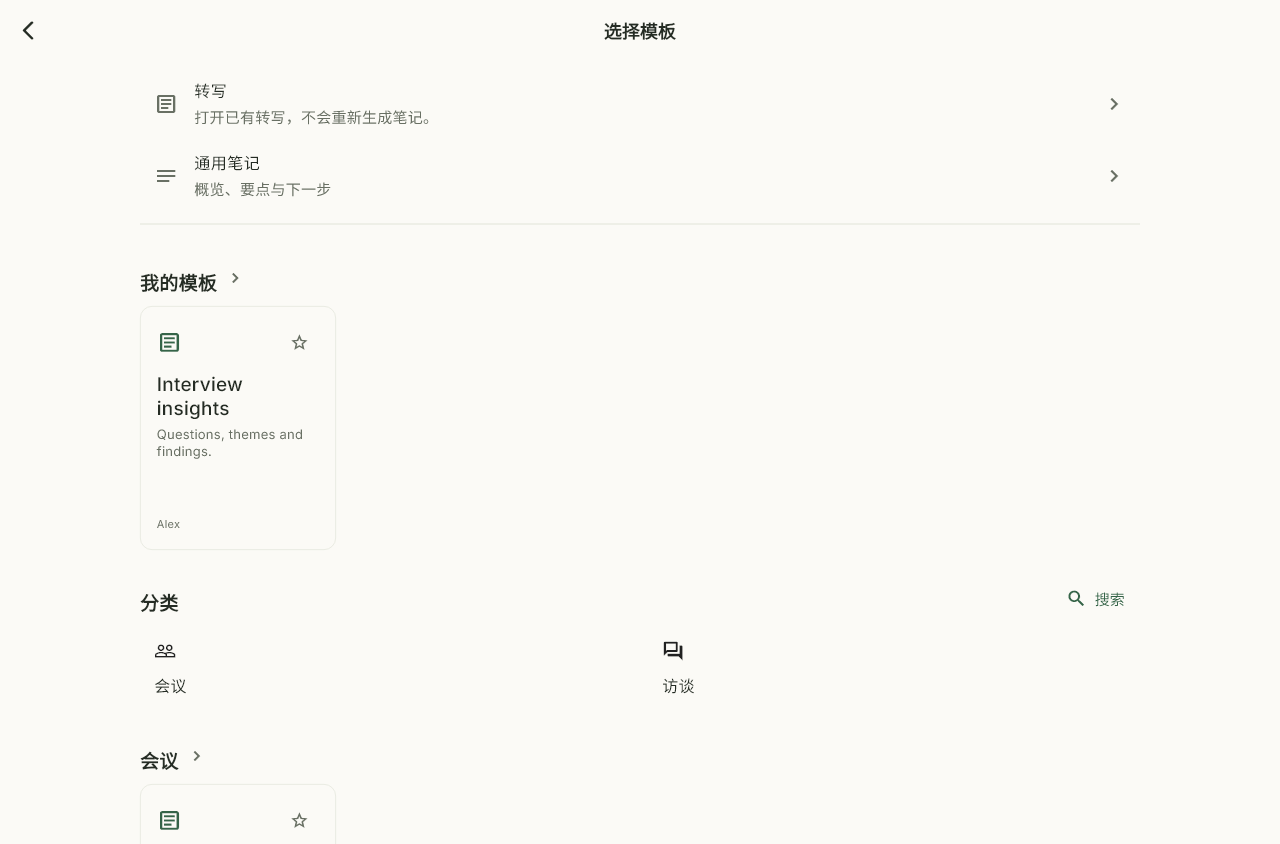 选择模板
转写
打开已有转写，不会重新生成笔记。
通用笔记
概览、要点与下一步
我的模板
Interview
insights
Questions, themes and
findings.
Alex
分类
搜索
会议
访谈
会议